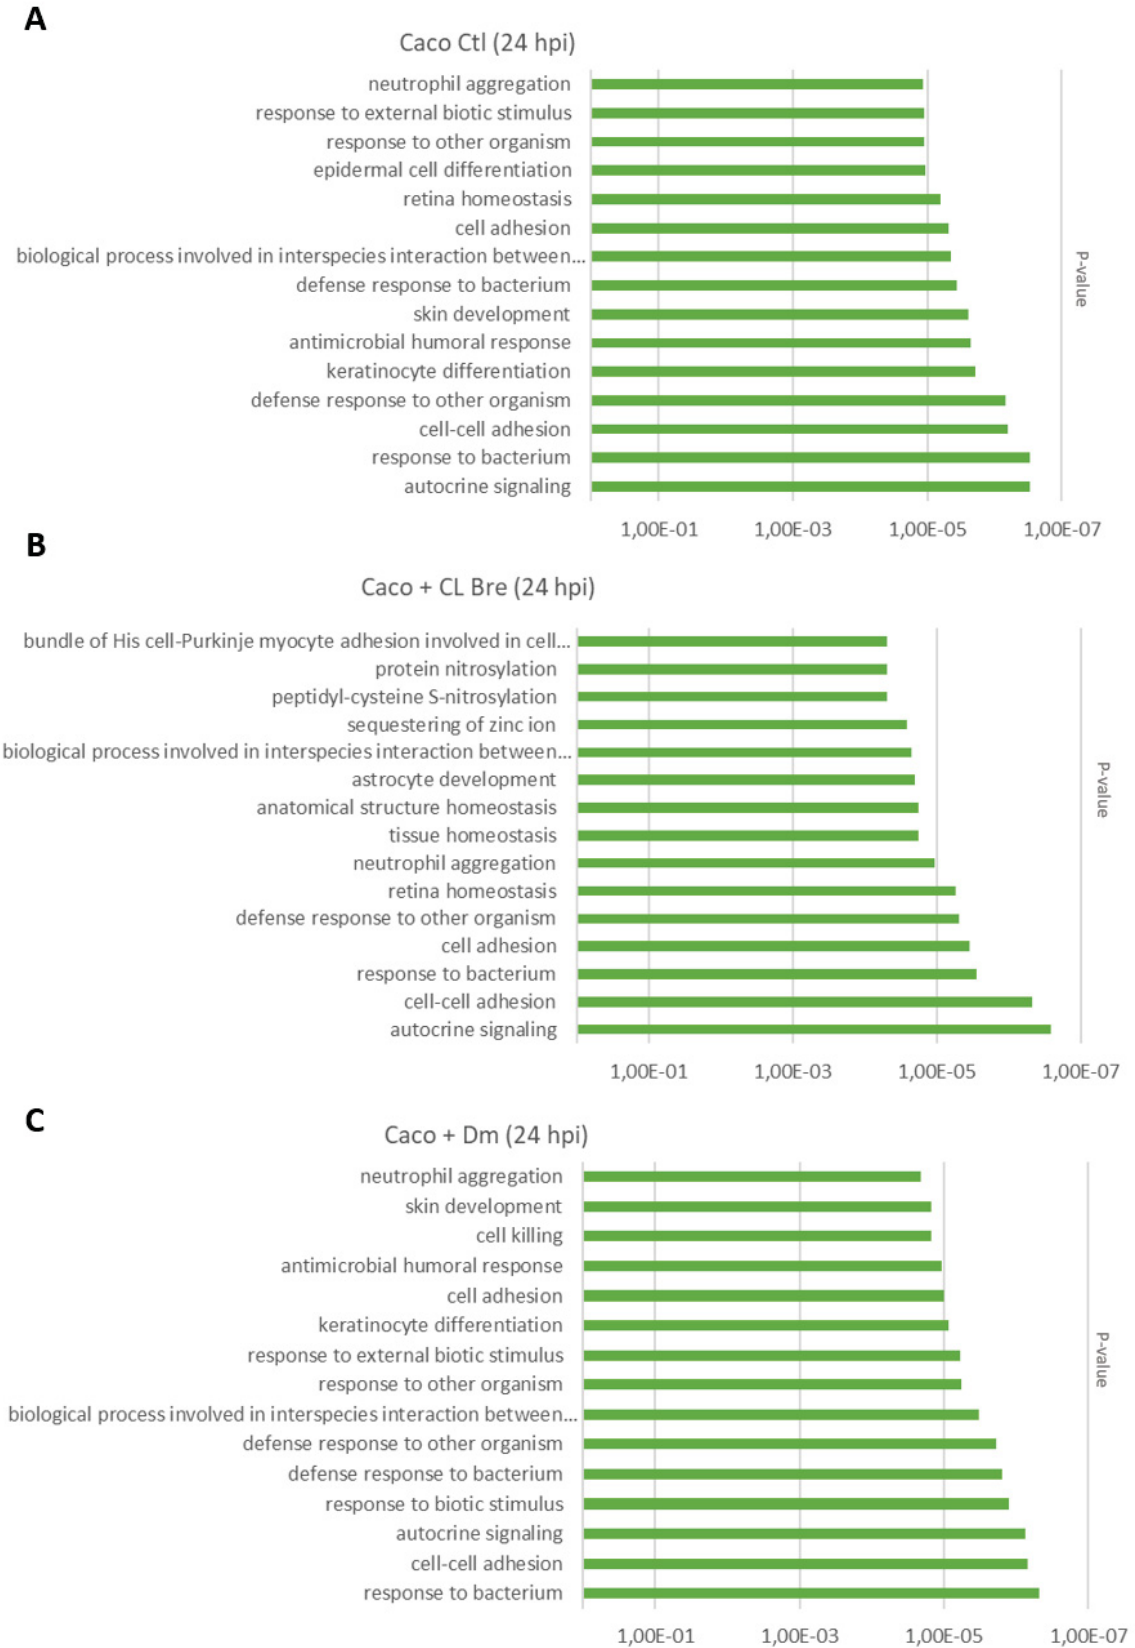 A
Caco Ctl (24 hpi)
neutrophil aggregation
response to external biotic stimulus
response to other organism
epidermal cell differentiation
retina homeostasis
cell adhesion
biological process involved in interspecies interaction between...
defense response to bacterium
skin development
antimicrobial humoral response
keratinocyte differentiation
defense response to other organism
cell-cell adhesion
response to bacterium
autocrine signaling
P-value
1,00E-01 1,00E-03 1,00E-05 1,00E-07
B
Caco + CL Bre (24 hpi)
bundle of His cell-Purkinje myocyte adhesion involved in cell...
protein nitrosylation
peptidyl-cysteine S-nitrosylation
sequestering of zinc ion
biological process involved in interspecies interaction between...
astrocyte development
anatomical structure homeostasis
tissue homeostasis
neutrophil aggregation
retina homeostasis
defense response to other organism
cell adhesion
response to bacterium
cell-cell adhesion
autocrine signaling
P-value
1,00E-01 1,00E-03 1,00E-05 1,00E-07
C
Caco + Dm (24 hpi)
neutrophil aggregation
skin development
cell killing
antimicrobial humoral response
cell adhesion
keratinocyte differentiation
response to external biotic stimulus
response to other organism
biological process involved in interspecies interaction between...
defense response to other organism
defense response to bacterium
response to biotic stimulus
autocrine signaling
cell-cell adhesion
response to bacterium
P-value
1,00E-01 1,00E-03 1,00E-05 1,00E-07